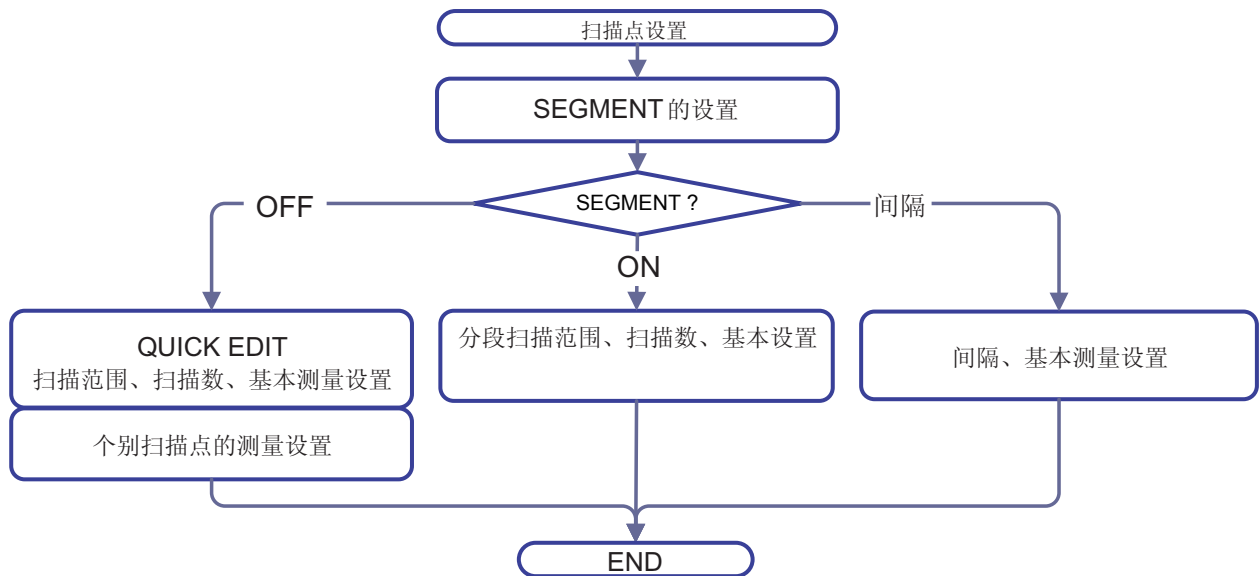 扫描点设置
SEGMENT 的设置
SEGMENT ?
OFF
间隔
ON
QUICK EDIT
扫描范围、扫描数、基本测量设置
分段扫描范围、扫描数、基本设置
间隔、基本测量设置
个别扫描点的测量设置
END